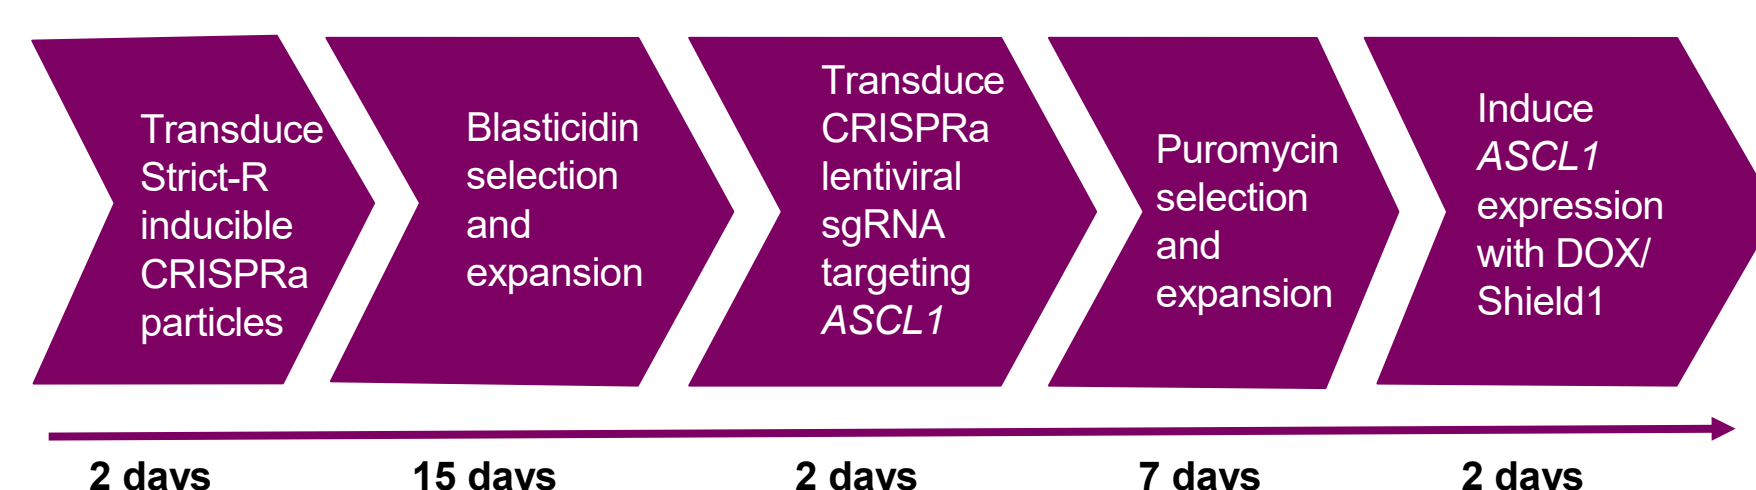 Transduce
Strict-R
inducible
CRISPRa
particles
Blasticidin
selection
and
expansion
Transduce
CRISPRa
lentiviral
sgRNA
targeting
ASCL1
Puromycin
selection
and
expansion
Induce
ASCL1
expression
with DOX/
Shield1
2 days
15 days
2 days
7 days
2 days